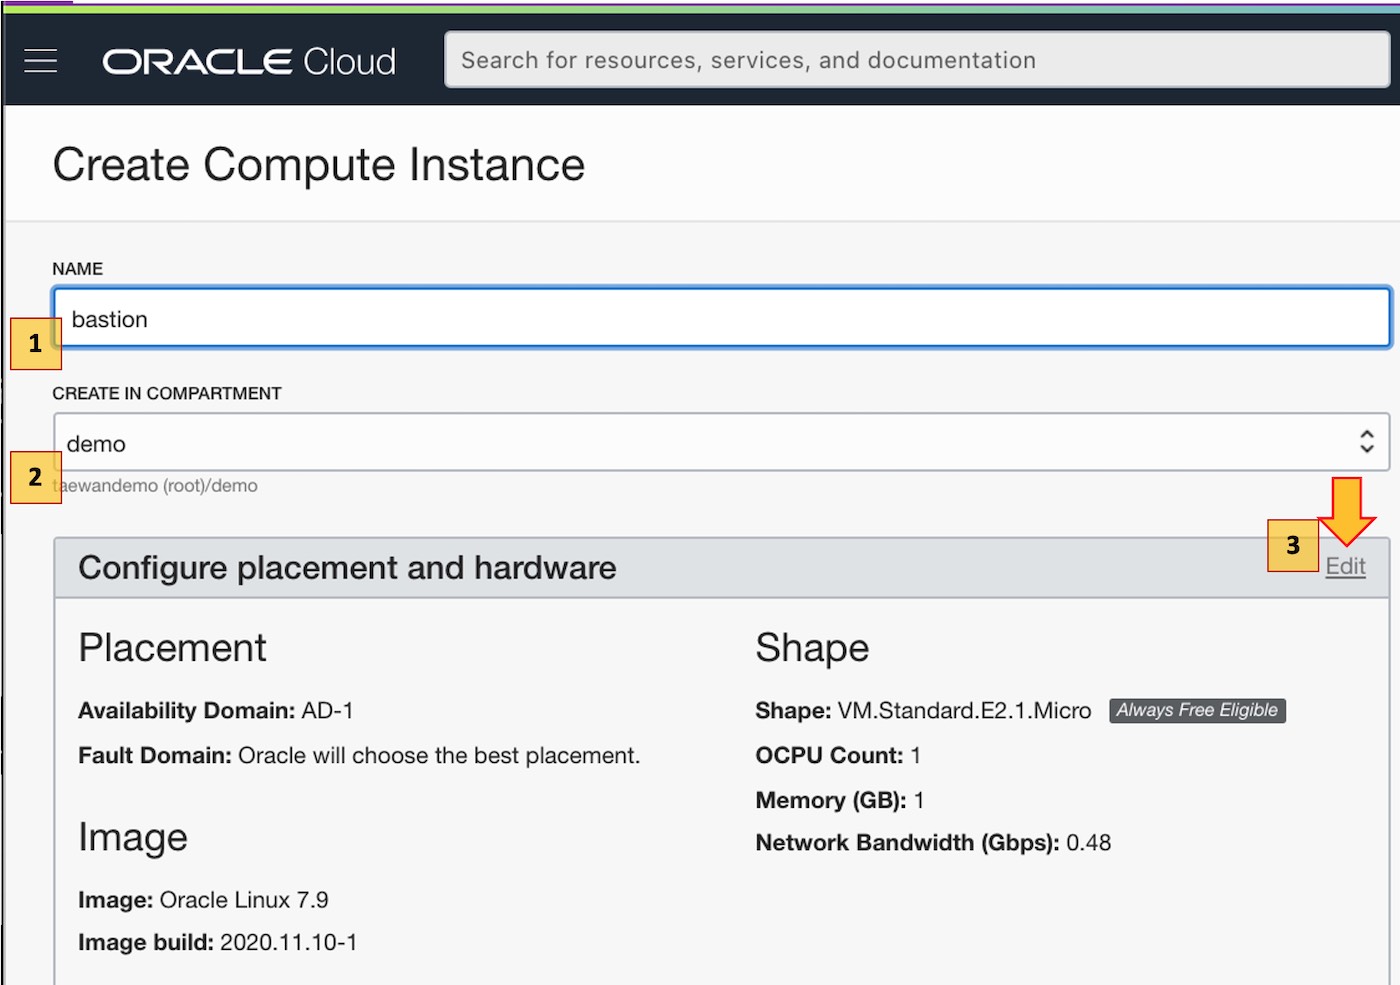 ORACLE Cloud
Search for resources, services, and documentation
Create Compute Instance
NAME
bastion
1
CREATE IN COMPARTMENT
demo
2
taewandemo (root)/demo
3
Configure placement and hardware
Edit
Placement
Availability Domain: AD-1
Fault Domain: Oracle will choose the best placement.
Image
Image: Oracle Linux 7.9
Image build: 2020.11.10-1
Shape
Shape: VM.Standard.E2.1.Micro Always Free Eligible
OCPU Count: 1
Memory (GB): 1
Network Bandwidth (Gbps): 0.48